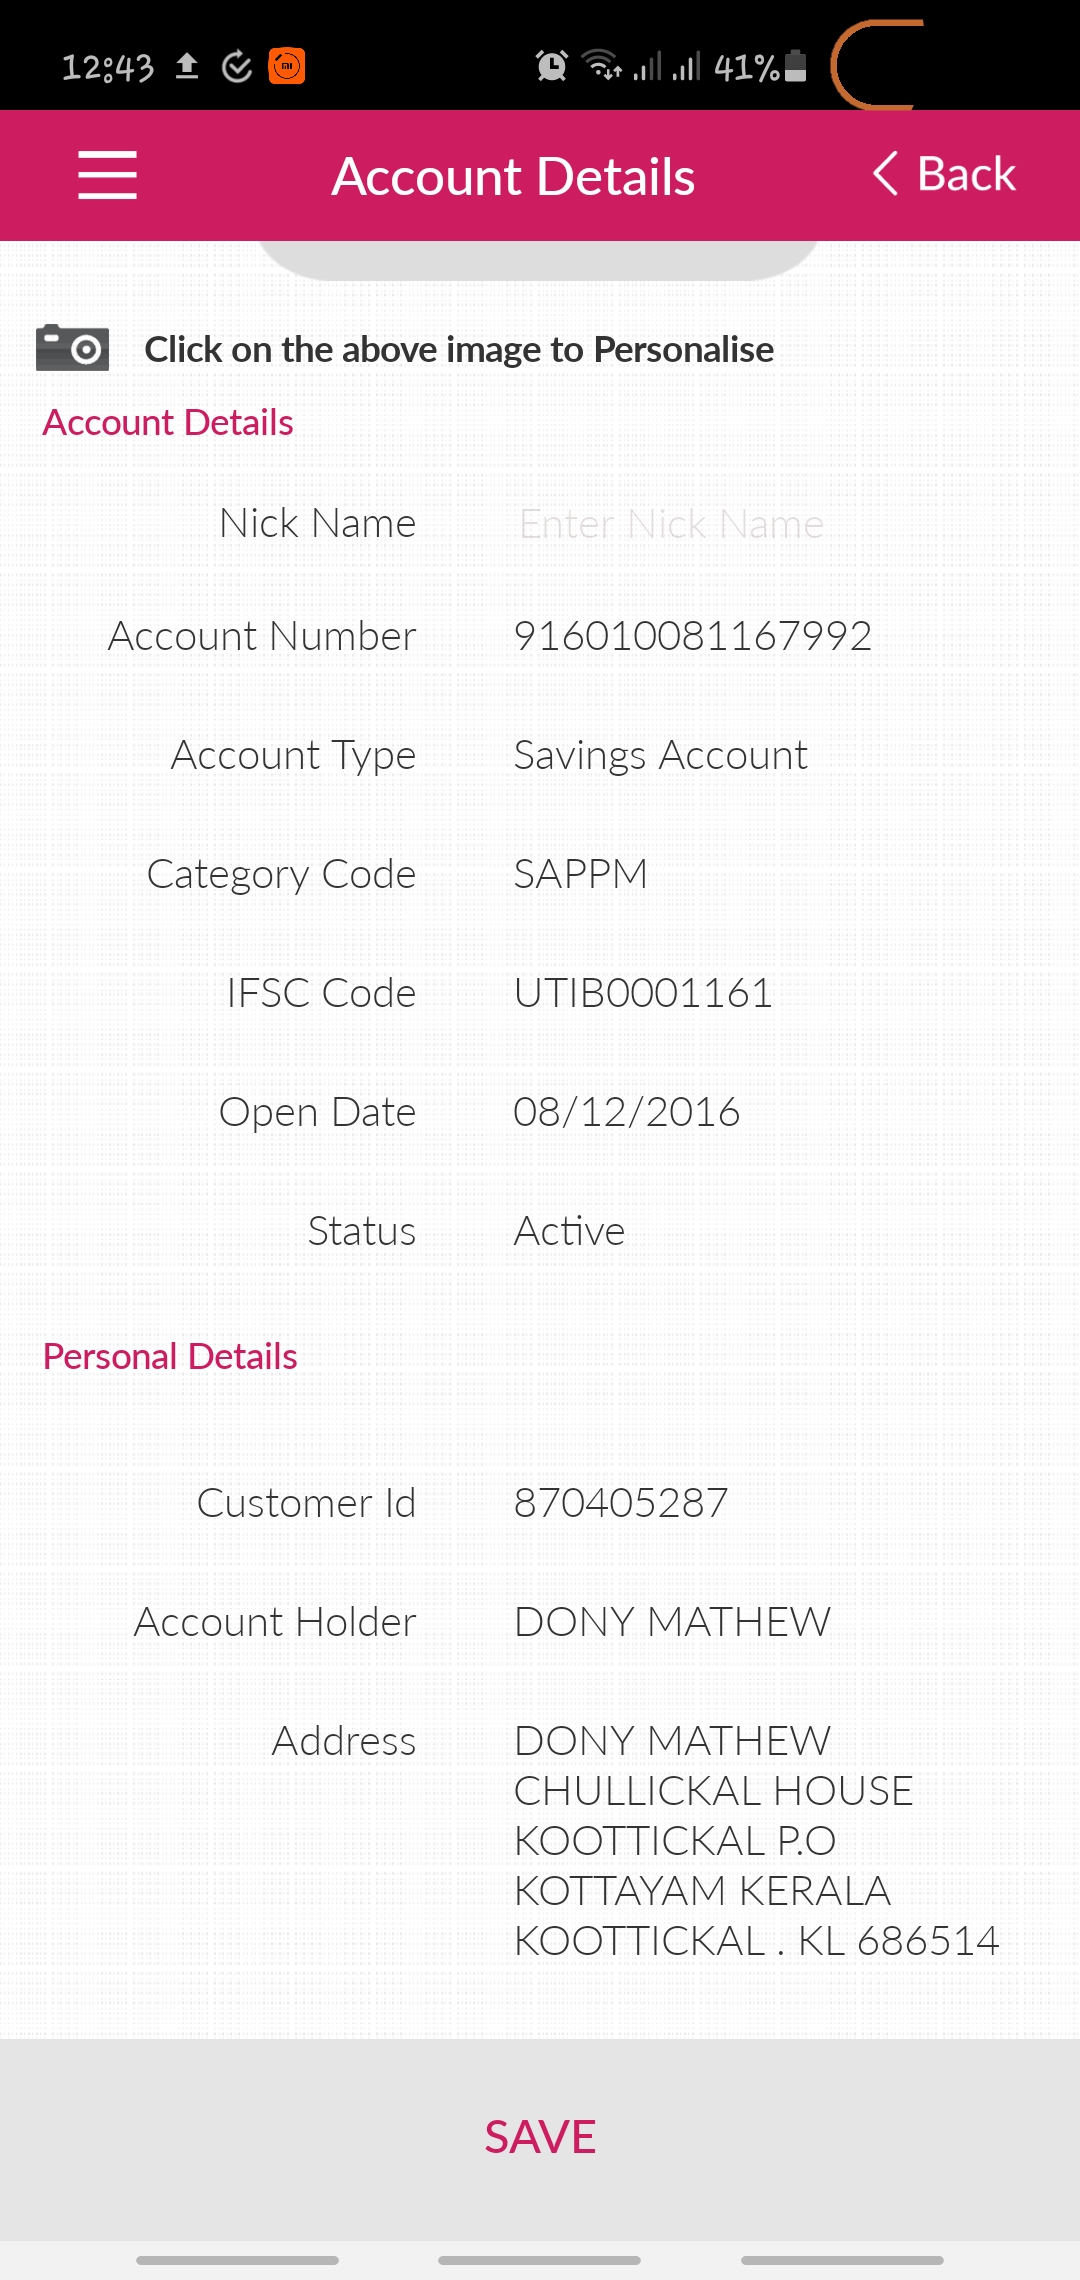 12:43
41%
Account Details
Back
Click on the above image to Personalise
Account Details
Nick Name Enter Nick Name
Account Number 916010081167992
Account Type Savings Account
Category Code SAPPM
IFSC Code UTIB0001161
Open Date 08/12/2016
Status Active
Personal Details
Customer Id 870405287
Account Holder DONY MATHEW
Address DONY MATHEW
CHULLICKAL HOUSE
KOOTTICKAL P.O
KOTTAYAM KERALA
KOOTTICKAL . KL 686514
SAVE